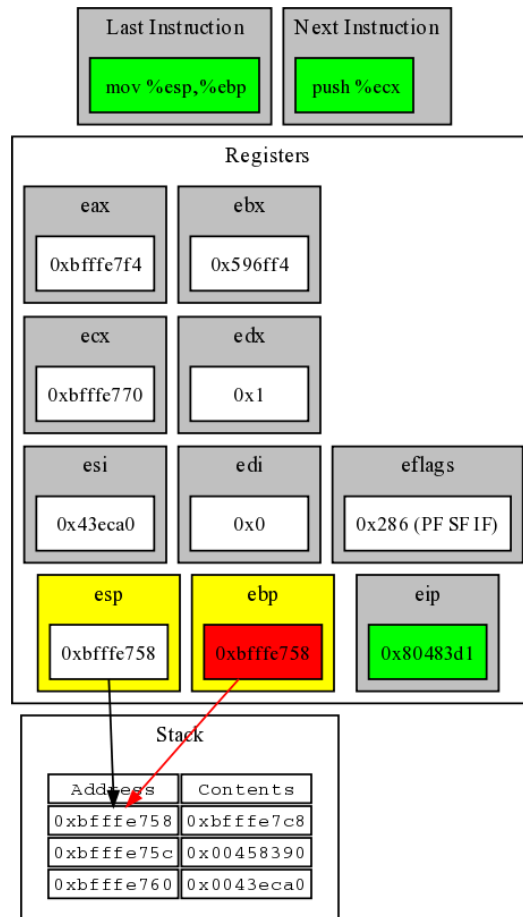 Last Instruction
Next Instruction
mov %esp,%ebp
push %ecx
Registers
eax
ebx
0xbfffe7f4
0x596ff4
ecx
edx
0xbfffe770
0x1
esi
edi
eflags
0x43eca0
0x0
0x286 (PF SF IF)
esp
ebp
eip
0xbfffe758
0xbfffe758
0x80483d1
Stack
Address
Contents
0xbfffe758
0xbfffe7c8
0xbfffe75c
0x00458390
0xbfffe760
0x0043eca0